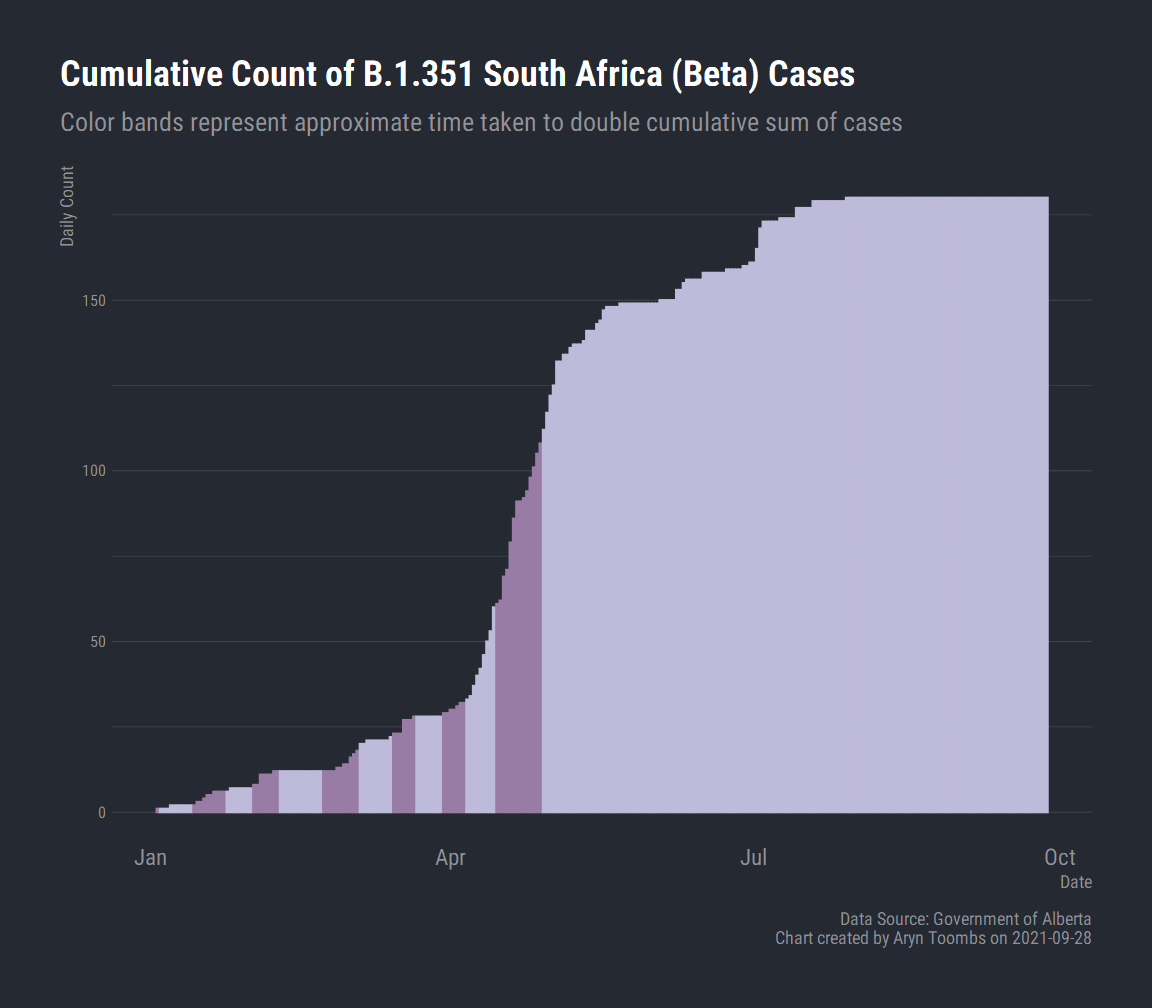 Cumulative Count of B.1.351 South Africa (Beta) Cases
Color bands represent approximate time taken to double cumulative sum of cases
Daily Count
150
100
50
0
Jan Apr Jul Oct
Date
Data Source: Government of Alberta
Chart created by Aryn Toombs on 2021-09-28